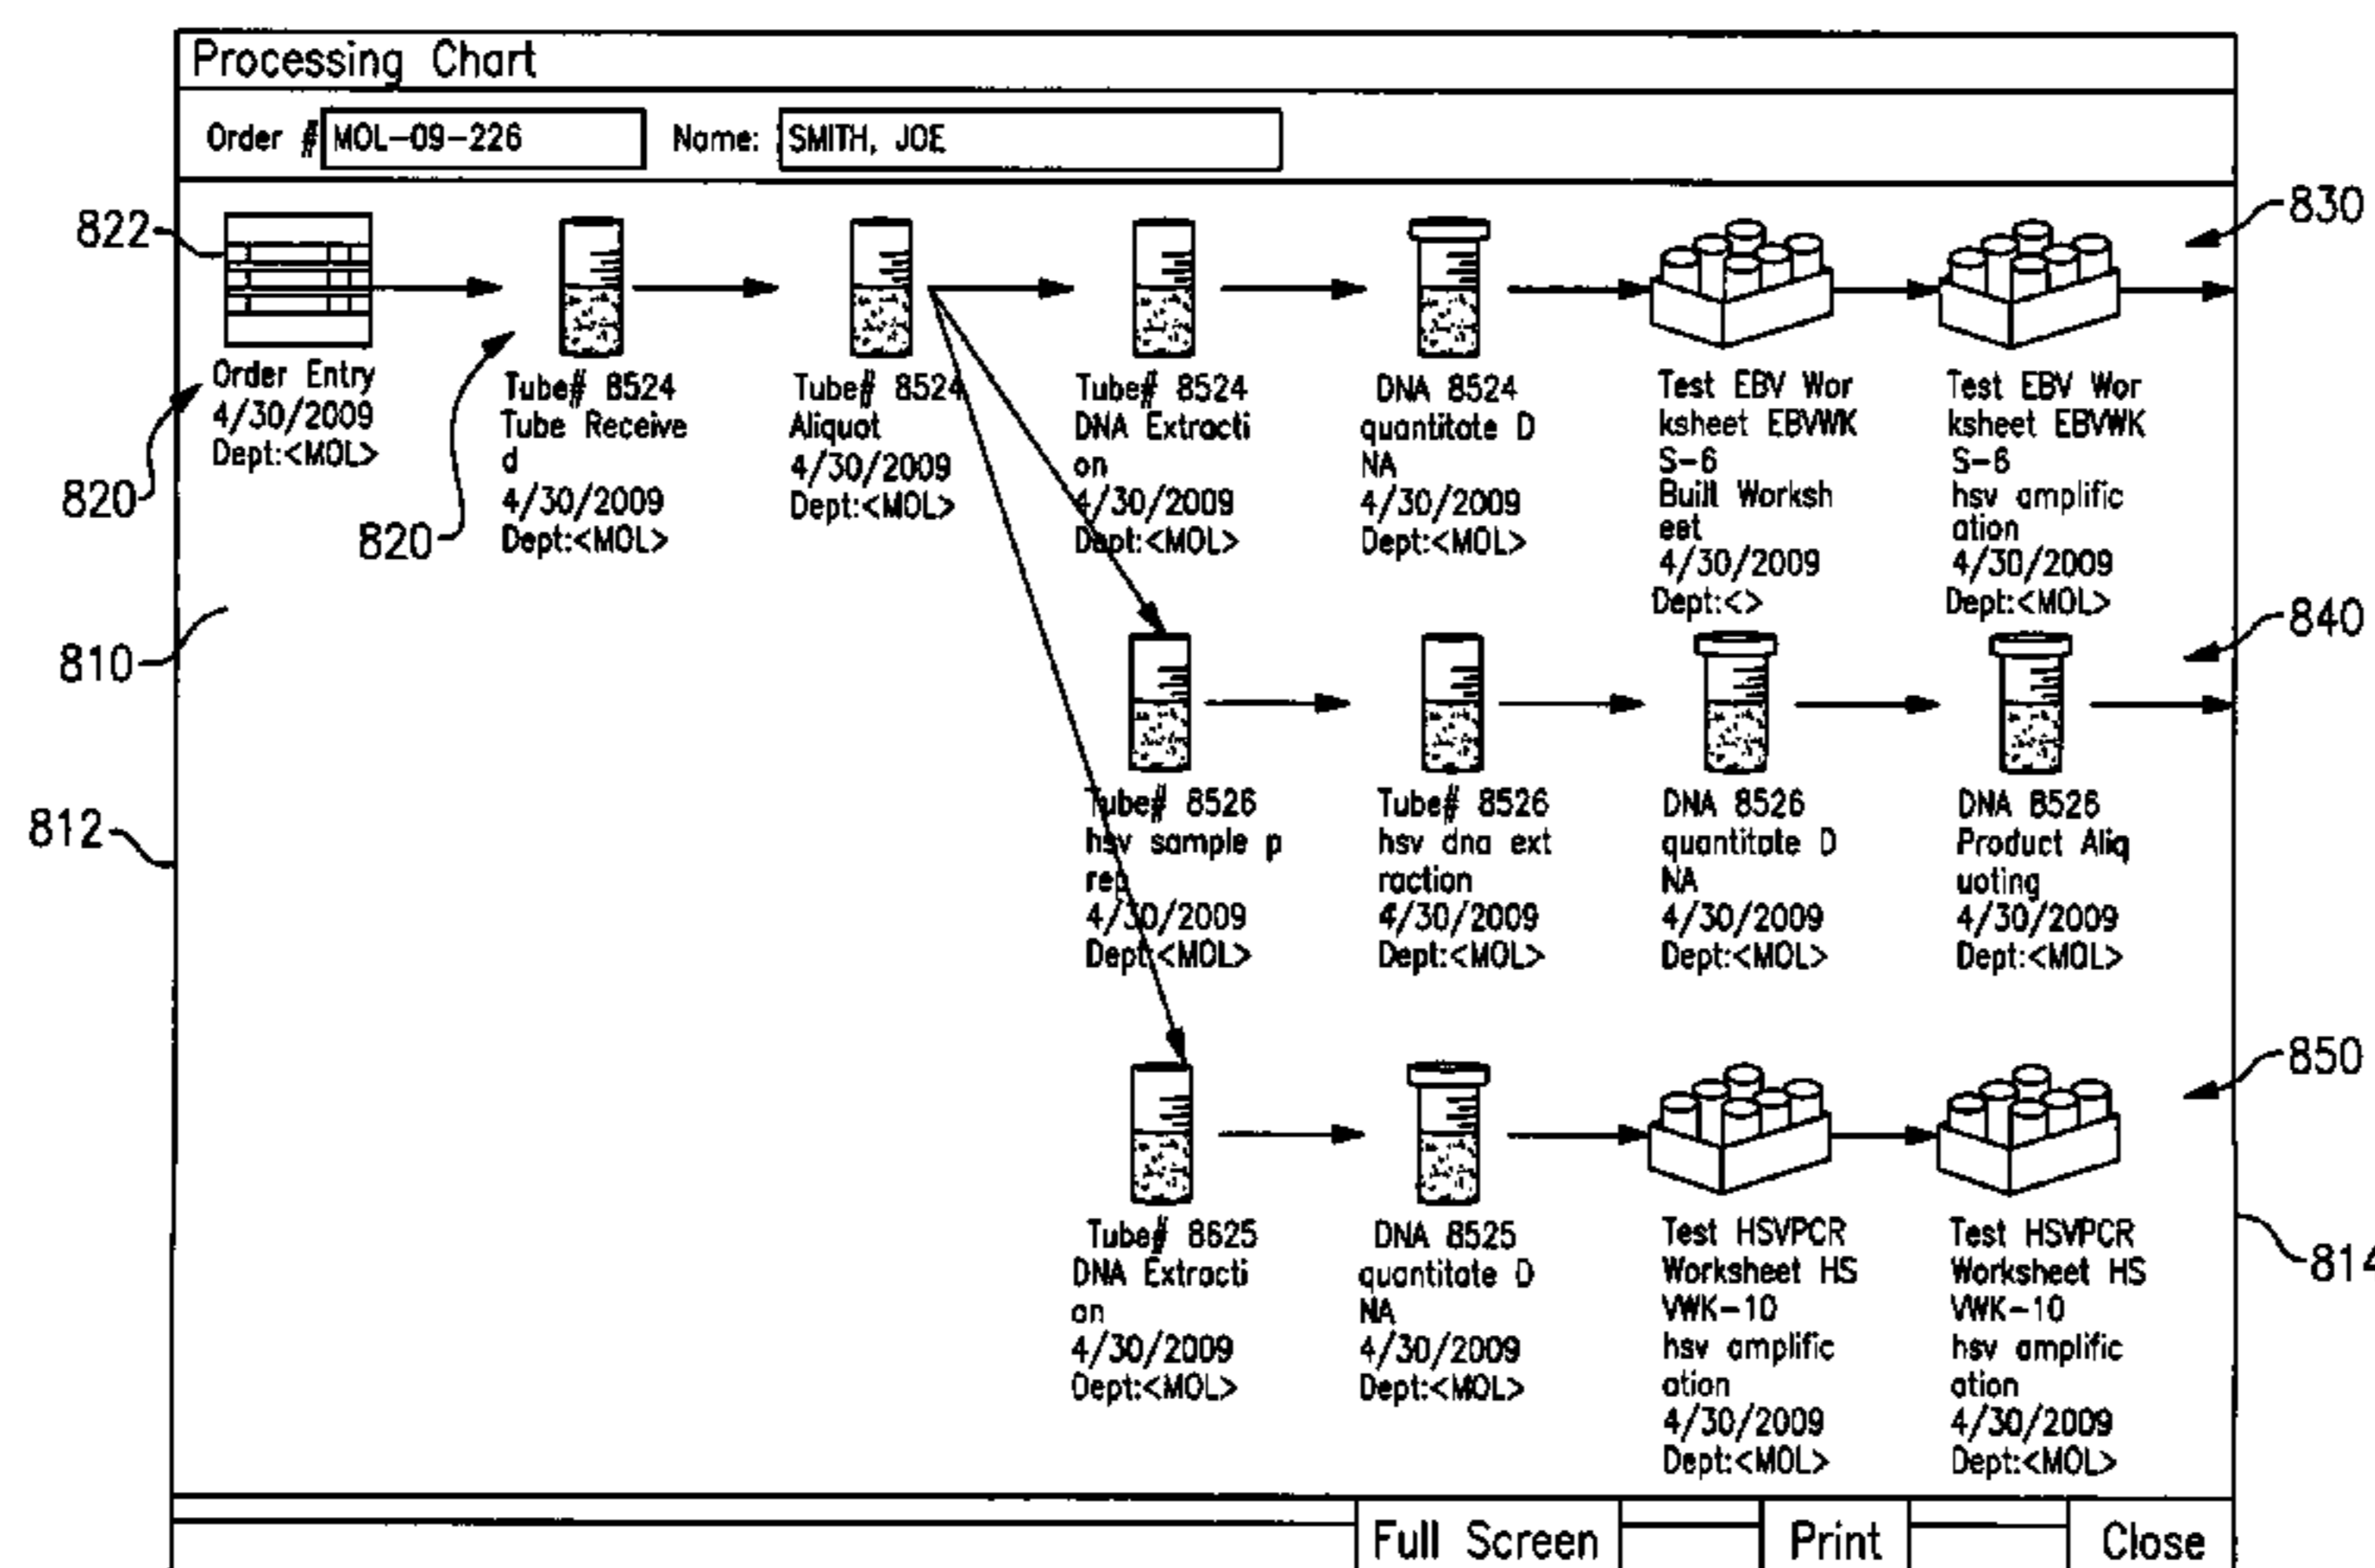 Processing Chart
Order # MOL-09-226 Name: SMITH, JOE
822
830
Order Entry
4/30/2009
Dept:<MOL>
820
Tube# 8524
Tube Receive
d
4/30/2009
Dept:<MOL>
820
Tube# 8524
Aliquot
4/30/2009
Dept:<MOL>
Tube# 8524
DNA Extracti
on
4/30/2009
Dept:<MOL>
DNA 8524
quantitate D
NA
4/30/2009
Dept:<MOL>
Test EBV Wor
ksheet EBVWK
S-6
Built Worksh
eet
4/30/2009
Dept:<>
Test EBV Wor
ksheet EBVWK
S-6
hsv amplific
ation
4/30/2009
Dept:<MOL>
810
840
812
Tube# 8526
hsv sample p
rep
4/30/2009
Dept:<MOL>
Tube# 8526
hsv dna ext
raction
4/30/2009
Dept:<MOL>
DNA 8526
quantitate D
NA
4/30/2009
Dept:<MOL>
DNA 8526
Product Aliq
uoting
4/30/2009
Dept:<MOL>
850
Tube# 8625
DNA Extracti
on
4/30/2009
Dept:<MOL>
DNA 8525
quantitate D
NA
4/30/2009
Dept:<MOL>
Test HSVPCR
Worksheet HS
VWK-10
hsv amplific
ation
4/30/2009
Dept:<MOL>
Test HSVPCR
Worksheet HS
VWK-10
hsv amplific
ation
4/30/2009
Dept:<MOL>
814
Full Screen Print Close